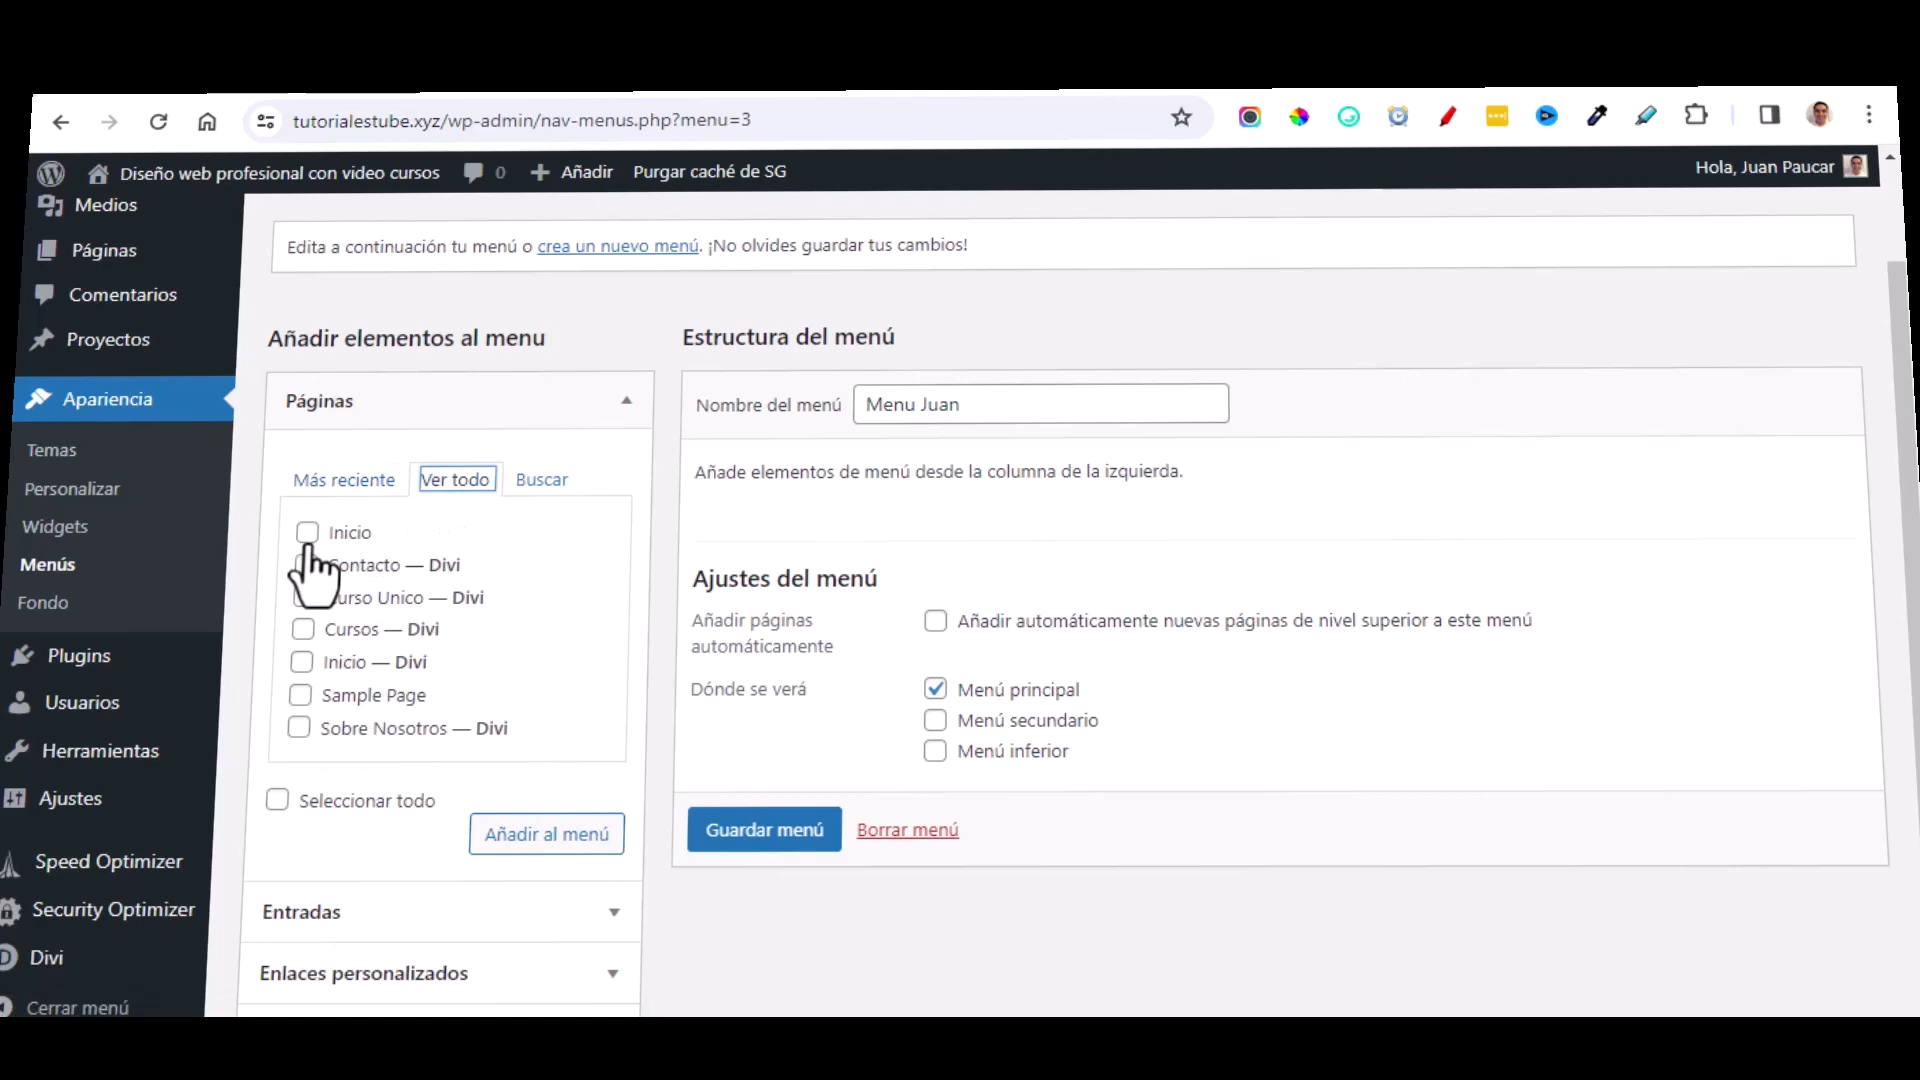 tutorialestube.xyz/wp-admin/nav-menus.php?menu=3
Diseño web profesional con video cursos 0 Añadir Purgar caché de SG Hola, Juan Paucar
Medios
Páginas
Comentarios
Proyectos
Apariencia
Temas
Personalizar
Widgets
Menús
Fondo
Plugins
Usuarios
Herramientas
Ajustes
Speed Optimizer
Security Optimizer
Divi
Cerrar menú
Edita a continuación tu menú o crea un nuevo menú. ¡No olvides guardar tus cambios!
Añadir elementos al menu
Páginas
Más reciente Ver todo Buscar
Inicio
ontacto — Divi
urso Unico — Divi
Cursos — Divi
Inicio — Divi
Sample Page
Sobre Nosotros — Divi
Seleccionar todo
Añadir al menú
Entradas
Enlaces personalizados
Estructura del menú
Nombre del menú Menu Juan
Añade elementos de menú desde la columna de la izquierda.
Ajustes del menú
Añadir páginas
automáticamente
Añadir automáticamente nuevas páginas de nivel superior a este menú
Dónde se verá
Menú principal
Menú secundario
Menú inferior
Guardar menú Borrar menú